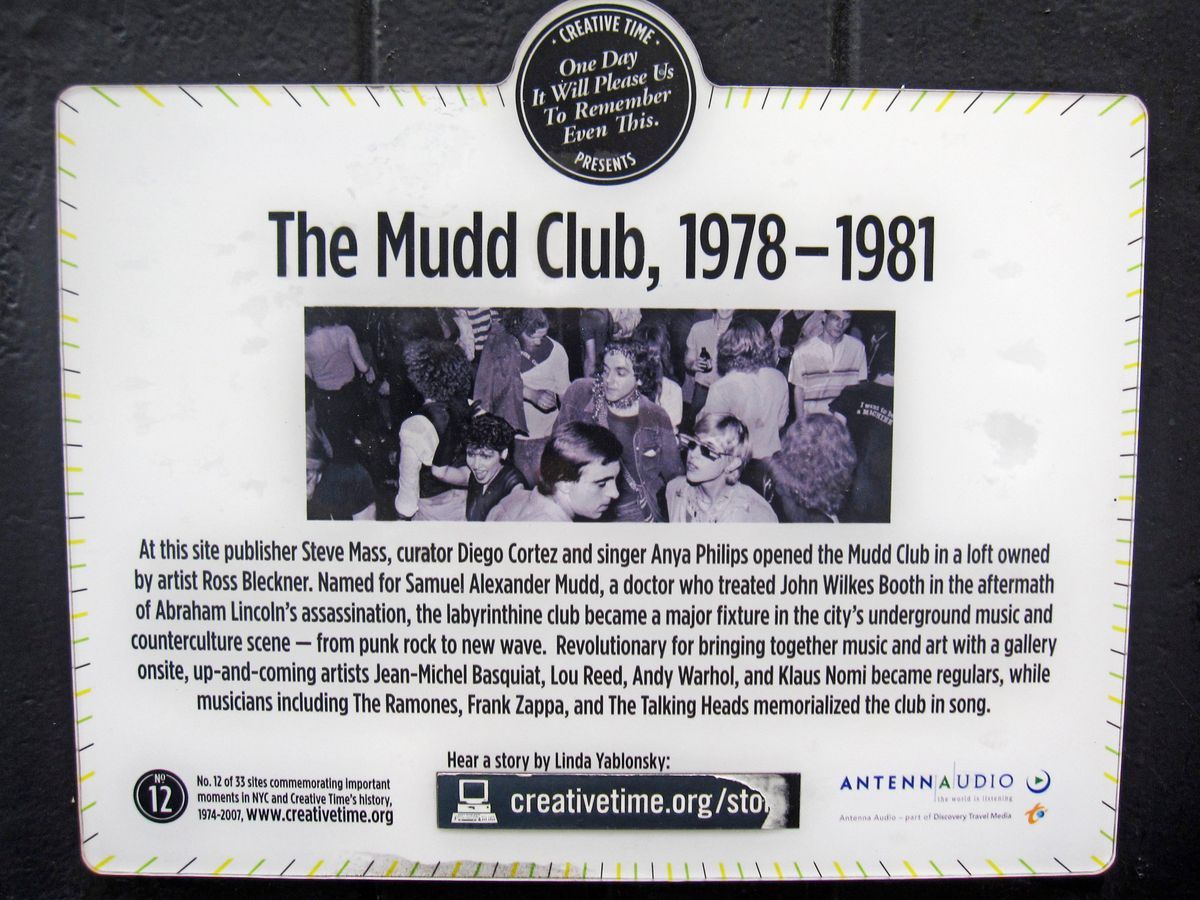 · CREATIVE TIME ·
One Day
It Will Please Us
To Remember
Even This.
PRESENTS
The Mudd Club, 1978–1981
I want to be
a MACHINE
At this site publisher Steve Mass, curator Diego Cortez and singer Anya Philips opened the Mudd Club in a loft owned
by artist Ross Bleckner. Named for Samuel Alexander Mudd, a doctor who treated John Wilkes Booth in the aftermath
of Abraham Lincoln's assassination, the labyrinthine club became a major fixture in the city's underground music and
counterculture scene — from punk rock to new wave. Revolutionary for bringing together music and art with a gallery
onsite, up-and-coming artists Jean-Michel Basquiat, Lou Reed, Andy Warhol, and Klaus Nomi became regulars, while
musicians including The Ramones, Frank Zappa, and The Talking Heads memorialized the club in song.
Hear a story by Linda Yablonsky:
creativetime.org/sto
No 12
No. 12 of 33 sites commemorating important
moments in NYC and Creative Time's history,
1974-2007, www.creativetime.org
ANTENNAUDIO
the world is listening
Antenna Audio – part of Discovery Travel Media